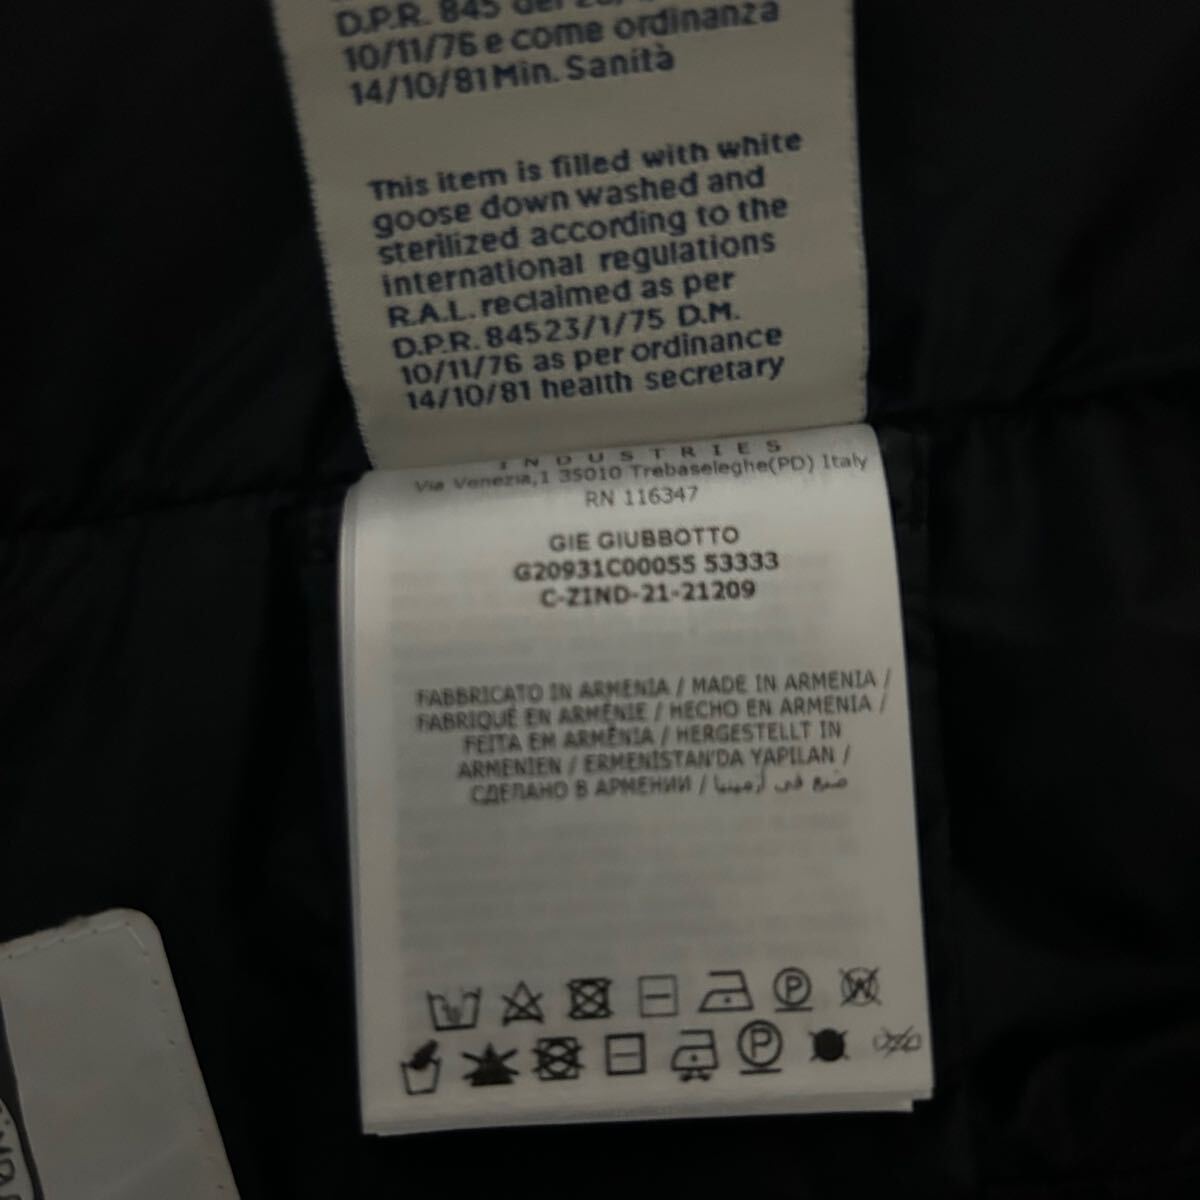 D.P.R. 845 del
10/11/76 e come ordinanza
14/10/81 Min. Sanità
This item is filled with white
goose down washed and
sterilized according to the
international regulations
R.A.L. reclaimed as per
D.P.R. 84523/1/75 D.M.
10/11/76 as per ordinance
14/10/81 health secretary
INDUSTRIES
Via Venezia,1 35010 Trebaseleghe(PD) Italy
RN 116347
GIE GIUBBOTTO
G20931C00055 53333
C-ZIND-21-21209
FABBRICATO IN ARMENIA / MADE IN ARMENIA /
FABRIQUÉ EN ARMÉNIE / HECHO EN ARMENIA /
FEITA EM ARMÊNIA / HERGESTELLT IN
ARMENIEN / ERMENİSTAN'DA YAPILAN /
СДЕЛАНО В АРМЕНИИ / صنع في أرمينيا
P
P